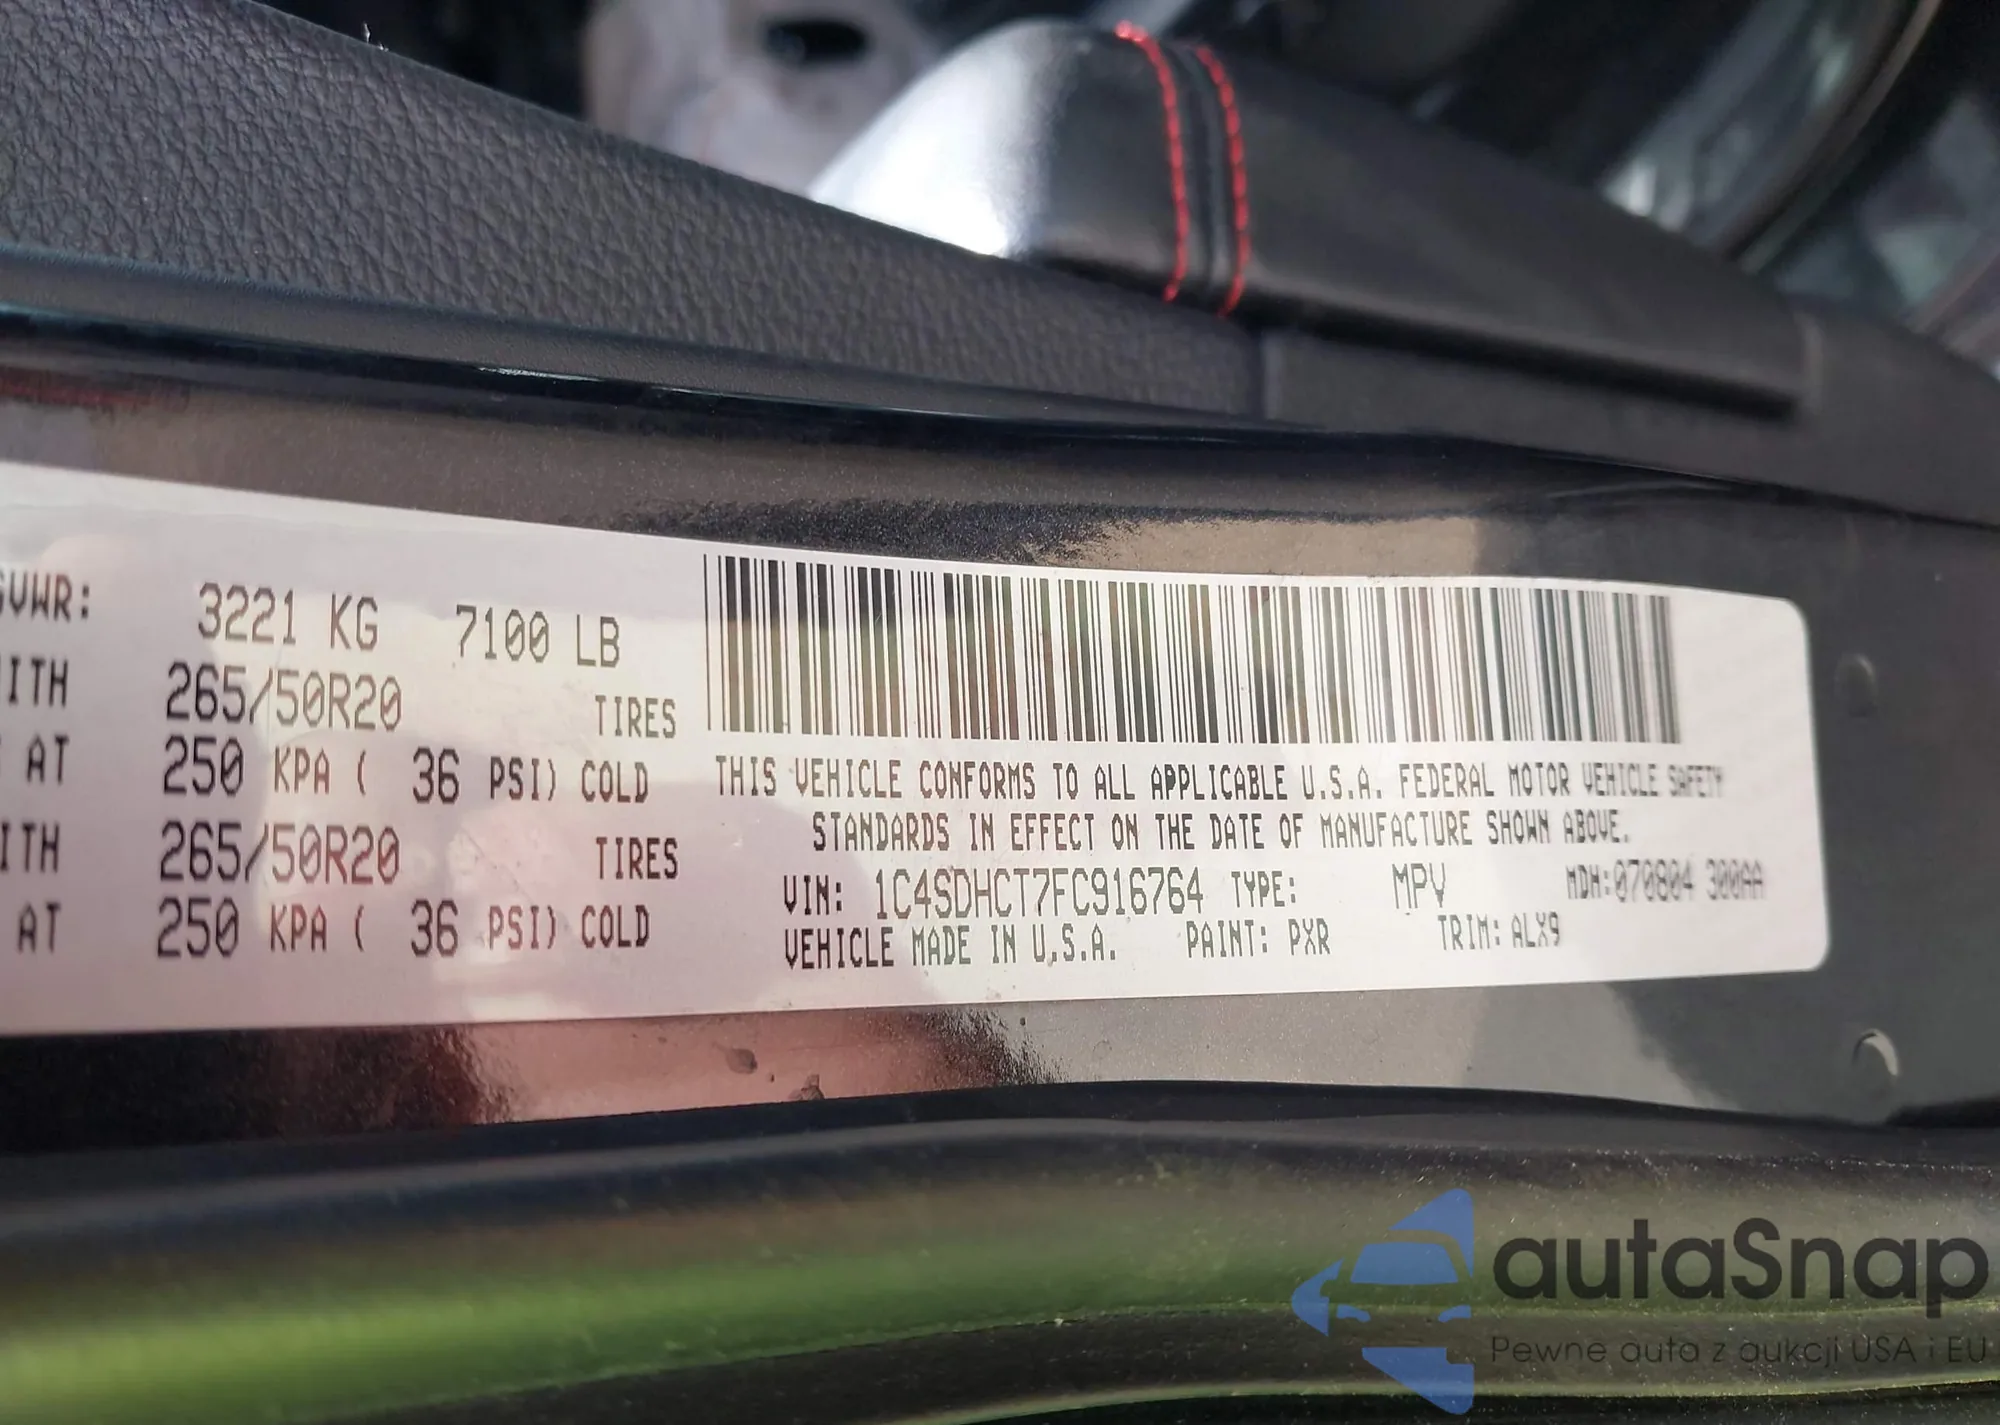 GVWR: 3221 KG 7100 LB
ITH 265/50R20 TIRES
AT 250 KPA ( 36 PSI) COLD
ITH 265/50R20 TIRES
AT 250 KPA ( 36 PSI) COLD
THIS VEHICLE CONFORMS TO ALL APPLICABLE U.S.A. FEDERAL MOTOR VEHICLE SAFETY
STANDARDS IN EFFECT ON THE DATE OF MANUFACTURE SHOWN ABOVE.
VIN: 1C4SDHCT7FC916764 TYPE: MPV MDH:070804 300AA
VEHICLE MADE IN U.S.A. PAINT: PXR TRIM: ALX9
autaSnap
Pewne auta z aukcji USA i EU